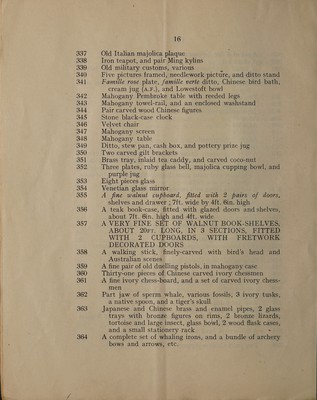 10
337 Old Italian majolica plaque
338 Iron teapot, and pair Ming kylins
339 Old military customs, various
340 Five pictures framed, needlework picture, and ditto stand
341 Fæmille rose plate, fæmille verte ditto, Chinese bird bath,
cream jug (A.F.), and Lowestoft bowl
342 Mahogany Pembroke table with reeded legs
343 Mahogany towel-rail, and an enclosed washstand
344 Pair carved wood Chinese figures
345 Stone black-case clock
346 Velvet chair
347 Mahogany screen
348 Mahogany table
349 Ditto, stew pan, cash box, and pottery prize jug
350 Two carved gilt brackets
351 Brass tray, inlaid tea caddy, and carved coco-nut
352 Three plates, ruby glass bell, majolica cupping bowl, and
purple jug
353 Eight pieces glass
354 Venetian glass mirror
355 A fine walnut cupboard, fitted with 2 pairs of doors,
shelves and drawer ; 7ft. wide by 4ft. 6in. high
356 A teak book-case, fitted with glazed doors and shelves,
about 7ft. 6in. high and 4ft. wide
357 A VERY FINE SET OF WALNUT BOOK-SHELVES,
ABOUT 20FT. LONG, IN 3 SECTIONS, FITTED
WITH 2 CUPBOARDS, WITH FRETWORK
DECORATED DOORS
358 A walking stick, finely-carved with bird's head and
Australian scenes
359 A fine pair of old duelling pistols, in mahogany case
360 Thirty-one pieces of Chinese carved ivory chessmen
361 A fine ivory chess-board, and a set of carved ivory chess-
men
362 Part jaw of sperm whale, various fossils, 3 ivory tusks,
a native spoon, and a tiger's skull
363 Japanese and Chinese brass and enamel pipes, 2 glass
trays with bronze figures on rims, 2 bronze lizards,
tortoise and large insect, glass bowl, 2 wood flask cases,
and a small stationery rack
364 A complete set of whaling irons, and a bundle of archery
bows and arrows, etc.